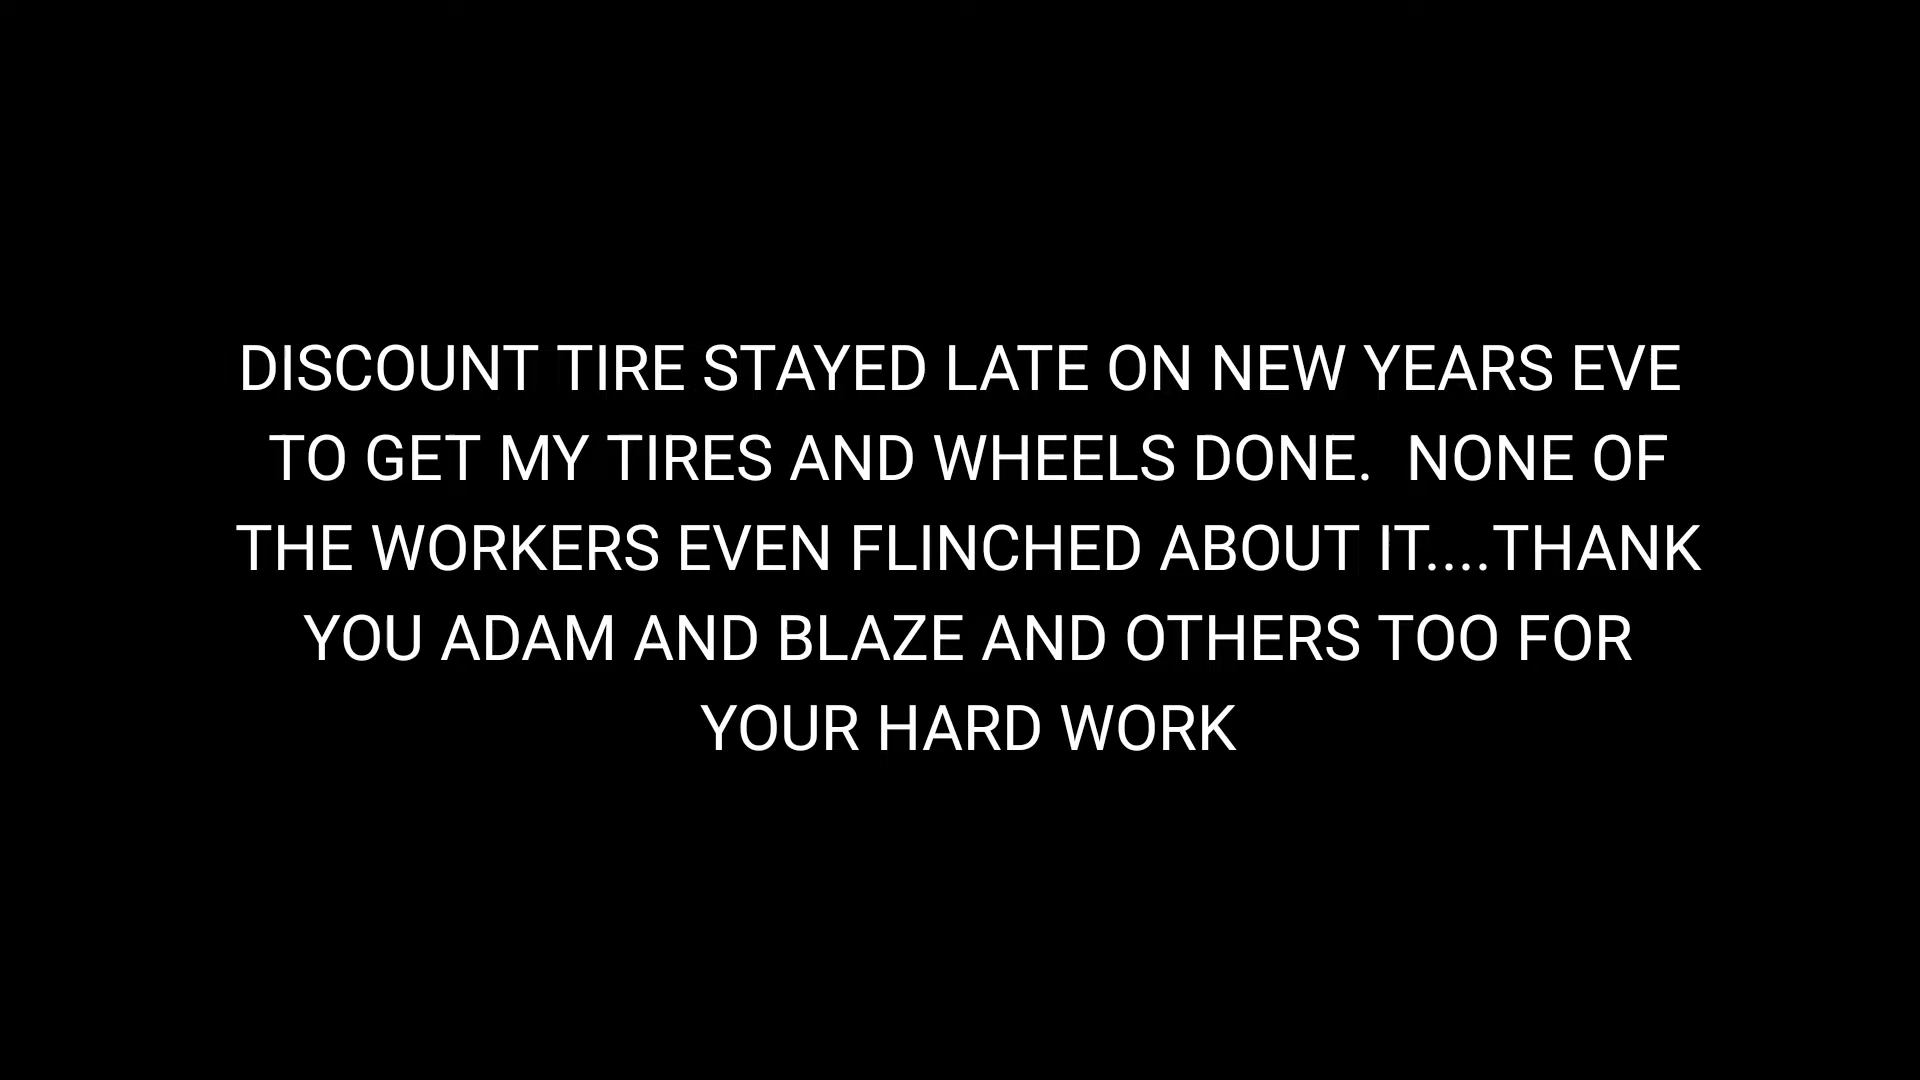 DISCOUNT TIRE STAYED LATE ON NEW YEARS EVE
TO GET MY TIRES AND WHEELS DONE.  NONE OF
THE WORKERS EVEN FLINCHED ABOUT IT....THANK
YOU ADAM AND BLAZE AND OTHERS TOO FOR
YOUR HARD WORK